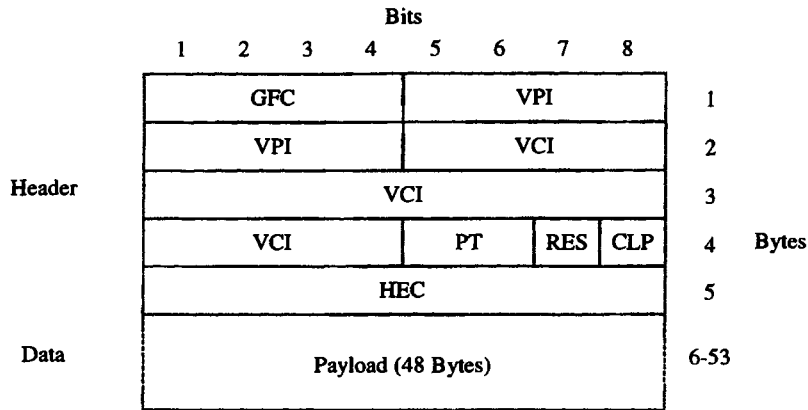 Bits
1 2 3 4 5 6 7 8
GFC VPI 1
VPI VCI 2
Header VCI 3
VCI PT RES CLP 4 Bytes
HEC 5
Data Payload (48 Bytes) 6-53